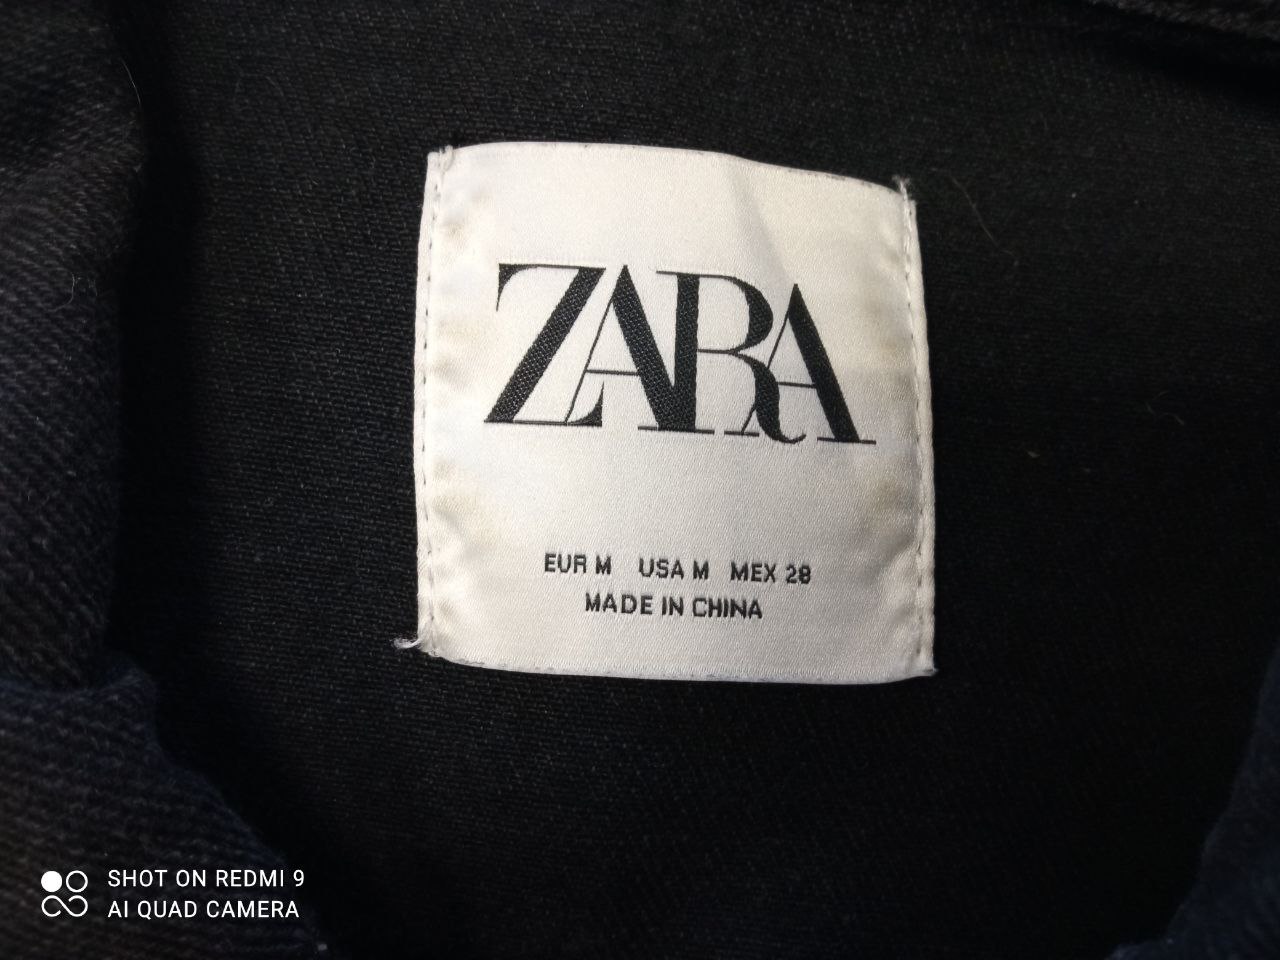 ZARA
EUR M USA M MEX 28
MADE IN CHINA
SHOT ON REDMI 9
AI QUAD CAMERA